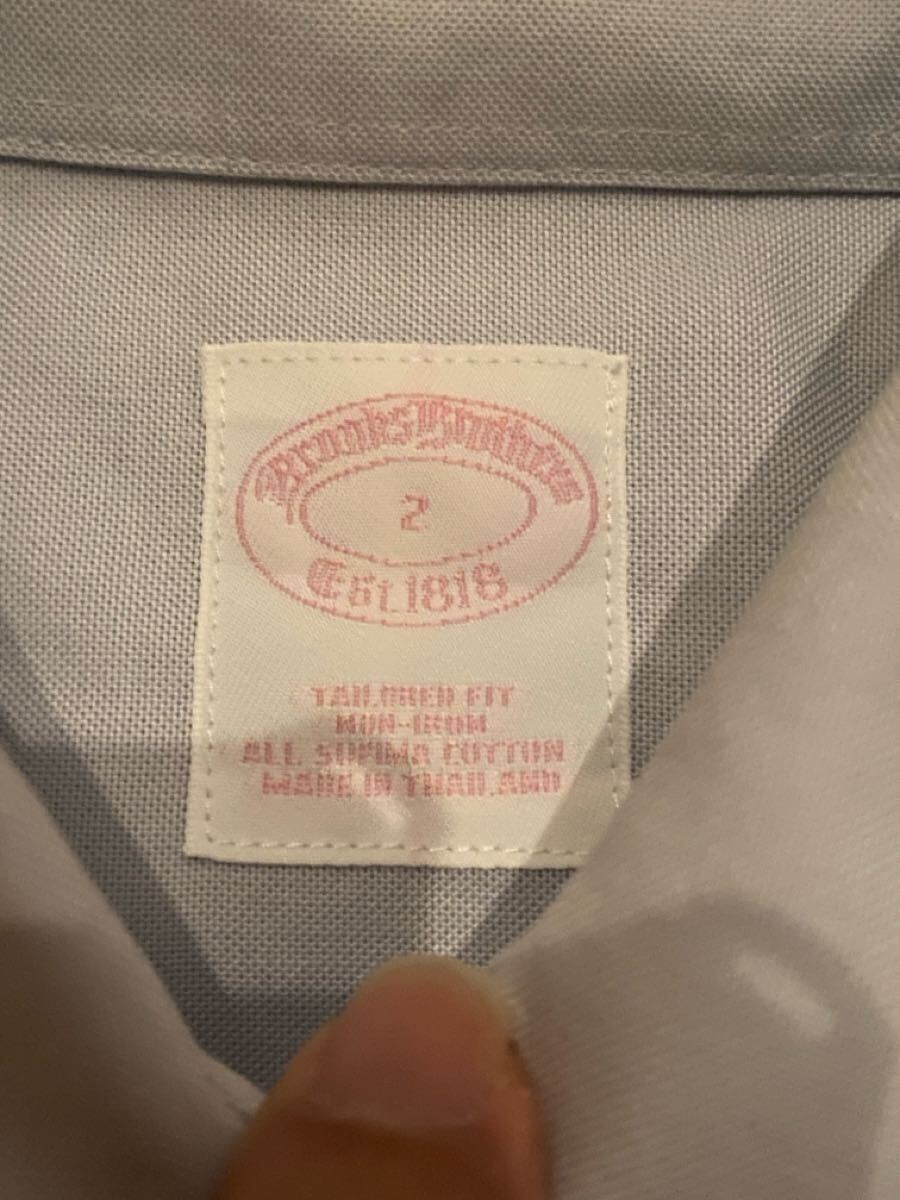 Brooks Brothers
2
Est. 1818
TAILORED FIT
NON-IRON
ALL SUPIMA COTTON
MADE IN THAILAND